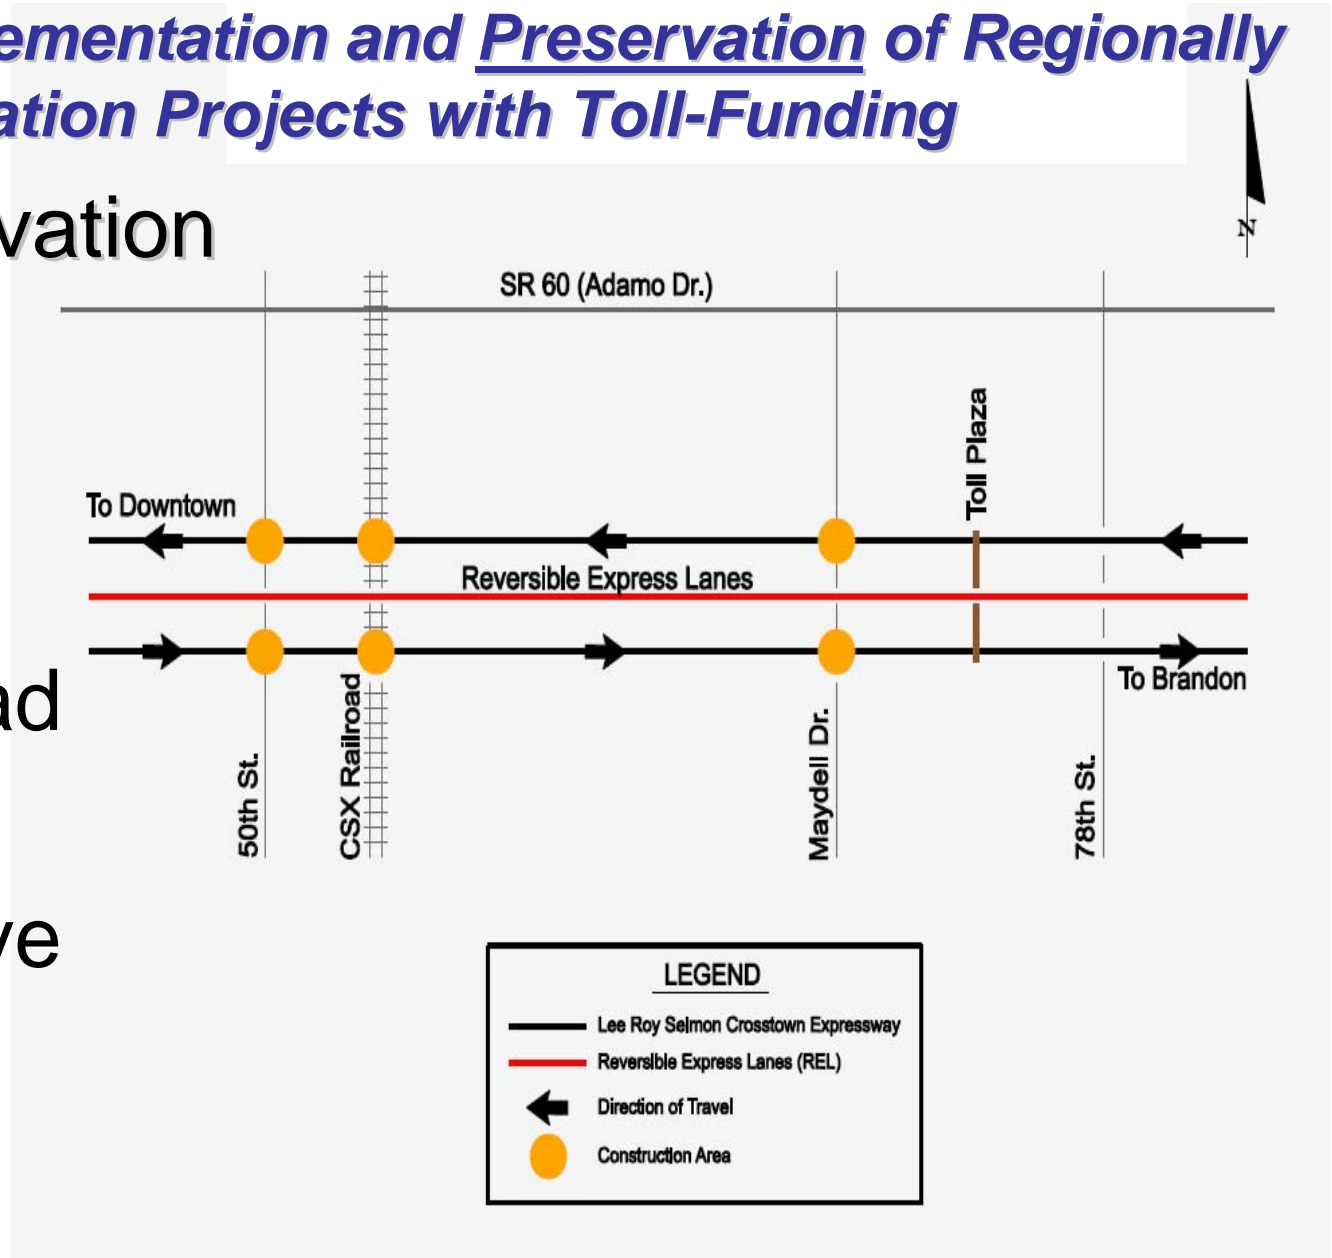 ementation and Preservation of Regionally
ation Projects with Toll-Funding
vation
N
SR 60 (Adamo Dr.)
Toll Plaza
To Downtown
Reversible Express Lanes
ad
To Brandon
50th St.
CSX Railroad
Maydell Dr.
78th St.
ve
LEGEND
Lee Roy Selmon Crosstown Expressway
Reversible Express Lanes (REL)
Direction of Travel
Construction Area